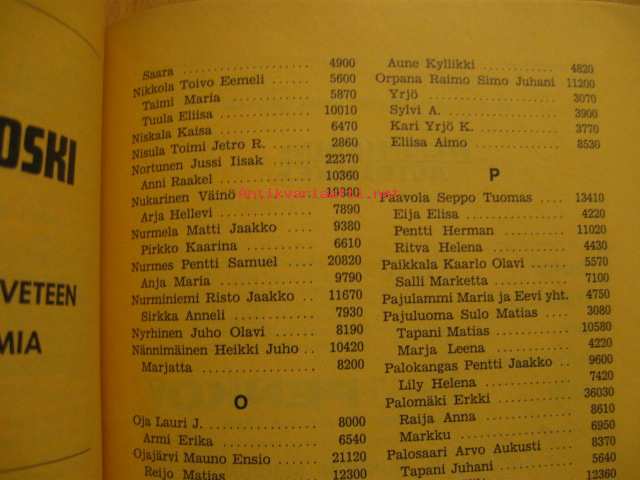 OSKI
VETEEN
MIA
Saara . . . . . . . . . . . . . . . . . . . . 4900
Nikkola Toivo Eemeli . . . . . . 5600
Taimi Maria . . . . . . . . . . . . 5870
Tuula Eliisa . . . . . . . . . . . . 10010
Niskala Kaisa . . . . . . . . . . . . 6470
Nisula Toimi Jetro R. . . . . . . 2860
Nortunen Jussi Iisak . . . . . . 22370
Anni Raakel . . . . . . . . . . . . 10360
Nukarinen Väinö . . . . . . . . . 19800
Arja Hellevi . . . . . . . . . . . . 7890
Nurmela Matti Jaakko . . . . . . 9380
Pirkko Kaarina . . . . . . . . . 6610
Nurmes Pentti Samuel . . . . . . 20820
Anja Maria . . . . . . . . . . . . 9790
Nurminiemi Risto Jaakko . . . 11670
Sirkka Anneli . . . . . . . . . . 7930
Nyrhinen Juho Olavi . . . . . . 8190
Nännimäinen Heikki Juho . . . 10420
Marjatta . . . . . . . . . . . . . . . 8200
O
Oja Lauri J. . . . . . . . . . . . . . 8000
Armi Erika . . . . . . . . . . . . 6540
Ojajärvi Mauno Ensio . . . . . . 21120
Reijo Matias . . . . . . . . . . . 12300
Aune Kyllikki . . . . . . . . . . 4820
Orpana Raimo Simo Juhani 11200
Yrjö . . . . . . . . . . . . . . . . . . 3070
Sylvi A. . . . . . . . . . . . . . . . 3900
Kari Yrjö K. . . . . . . . . . . . . 3770
Eliisa Aimo . . . . . . . . . . . . 8530
P
Paavola Seppo Tuomas . . . . 13410
Eija Elisa . . . . . . . . . . . . . . 4220
Pentti Herman . . . . . . . . . . 11020
Ritva Helena . . . . . . . . . . . 4430
Paikkala Kaarlo Olavi . . . . . . 5570
Salli Marketta . . . . . . . . . . 7100
Pajulammi Maria ja Eevi yht. 4750
Pajuluoma Sulo Matias . . . . . 3080
Tapani Matias . . . . . . . . . . 10580
Marja Leena . . . . . . . . . . . 4220
Palokangas Pentti Jaakko . . . 9600
Lily Helena . . . . . . . . . . . . 7420
Palomäki Erkki . . . . . . . . . . . 36030
Raija Anna . . . . . . . . . . . . 8610
Markku . . . . . . . . . . . . . . . 6950
Palosaari Arvo Aukusti . . . . . 8370
Tapani Juhani . . . . . . . . . . 5640
12360
Antikvariaatti.net